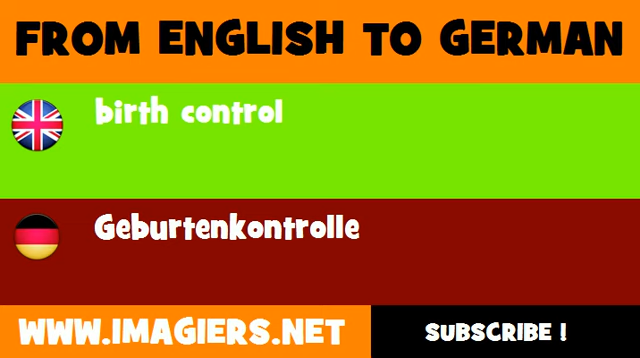 FROM ENGLISH TO GERMAN
birth control
Geburtenkontrolle
WWW.IMAGIERS.NET
SUBSCRIBE !